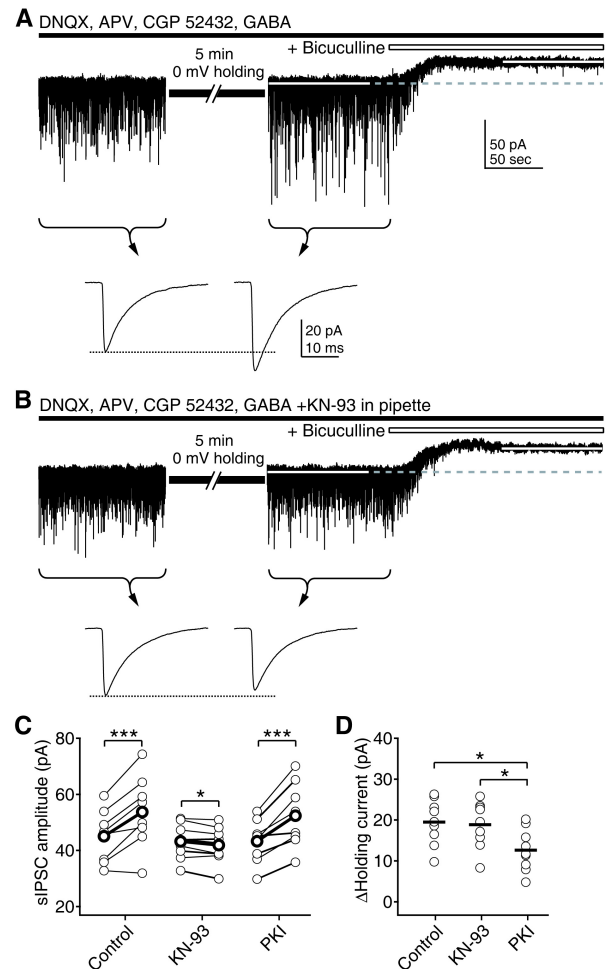 A
DNQX, APV, CGP 52432, GABA
+ Bicuculline
5 min
0 mV holding
50 pA
50 sec
20 pA
10 ms
B
DNQX, APV, CGP 52432, GABA +KN-93 in pipette
+ Bicuculline
5 min
0 mV holding
C
sIPSC amplitude (pA)
80
60
40
20
***
*
***
Control
KN-93
PKI
D
ΔHolding current (pA)
40
30
20
10
0
*
*
Control
KN-93
PKI